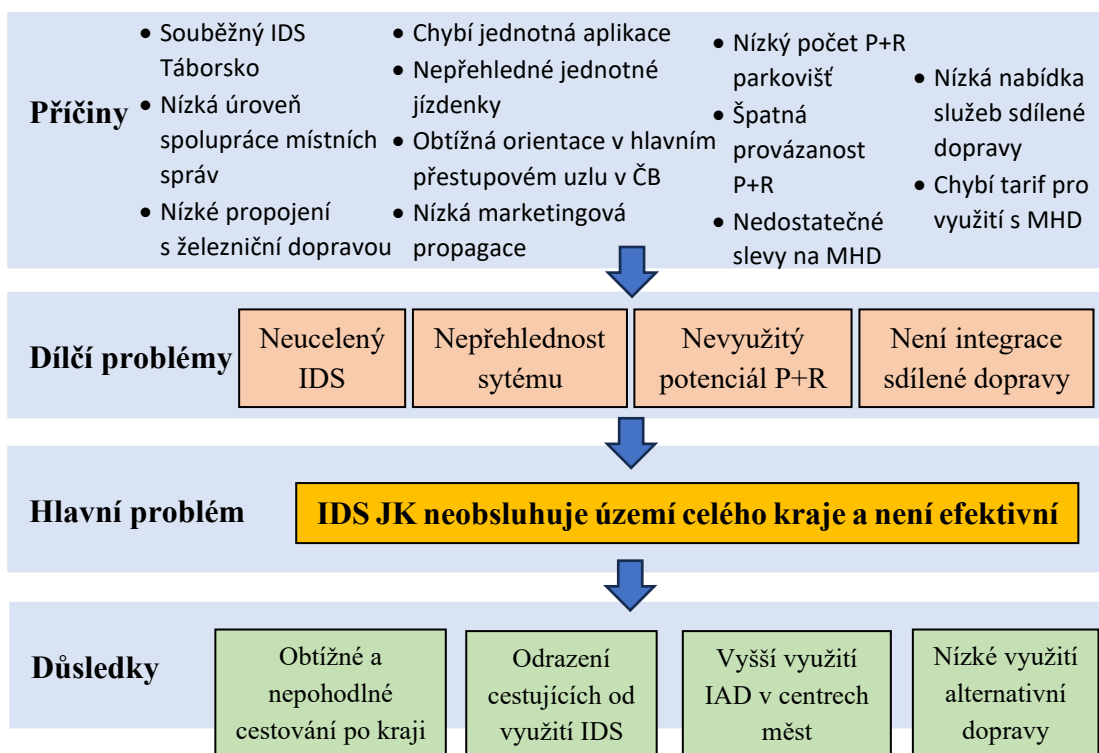 Příčiny
• Souběžný IDS
Táborsko
• Nízká úroveň
spolupráce místních
správ
• Nízké propojení
s železniční dopravou
• Chybí jednotná aplikace
• Nepřehledné jednotné
jízdenky
• Obtížná orientace v hlavním
přestupovém uzlu v ČB
• Nízká marketingová
propagace
• Nízký počet P+R
parkovišť
• Špatná
provázanost
P+R
• Nedostatečné
slevy na MHD
• Nízká nabídka
služeb sdílené
dopravy
• Chybí tarif pro
využití s MHD
Dílčí problémy
Neucelený
IDS
Nepřehlednost
sytému
Nevyužitý
potenciál P+R
Není integrace
sdílené dopravy
Hlavní problém
IDS JK neobsluhuje území celého kraje a není efektivní
Důsledky
Obtížné a
nepohodlné
cestování po kraji
Odrazení
cestujících od
využití IDS
Vyšší využití
IAD v centrech
měst
Nízké využití
alternativní
dopravy